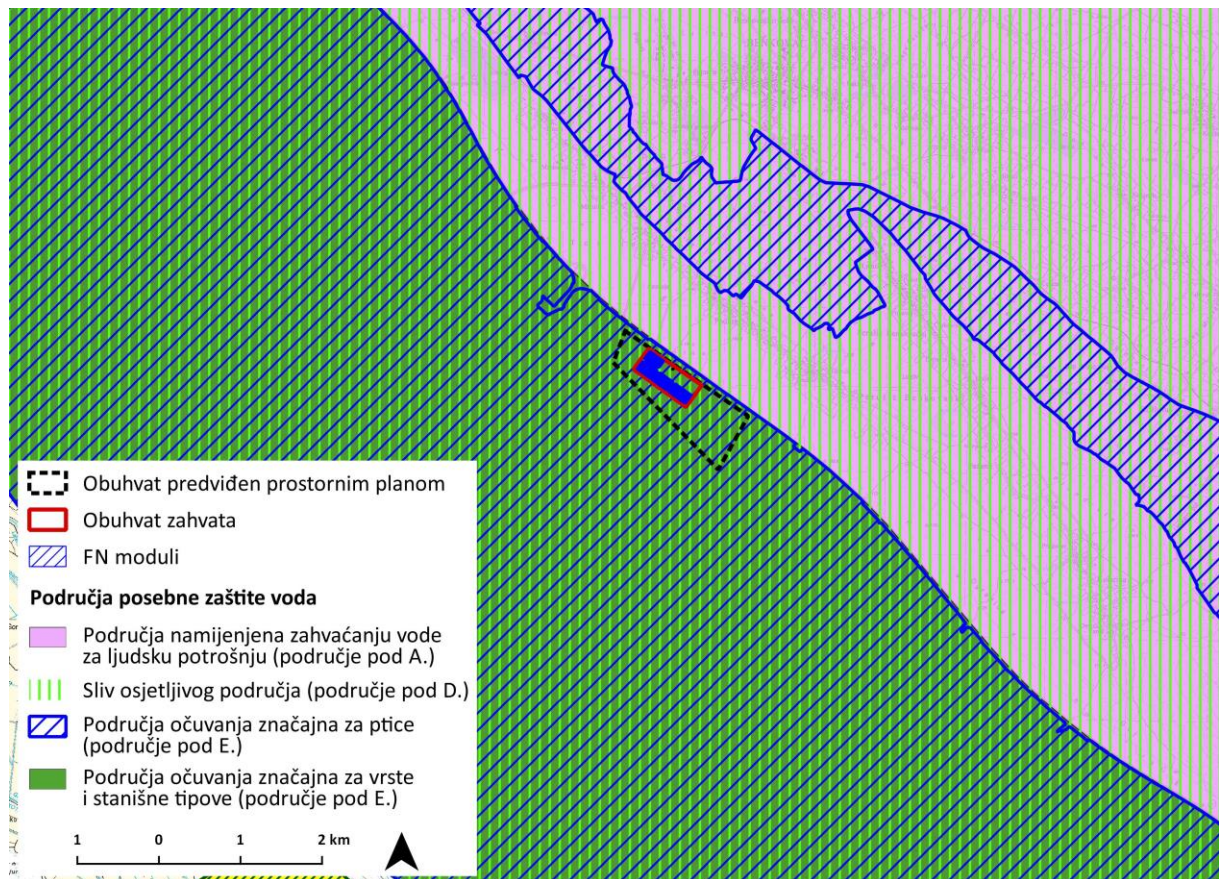 Obuhvat predviđen prostornim planom
Obuhvat zahvata
FN moduli
Područja posebne zaštite voda
Područja namijenjena zahvaćanju vode
za ljudsku potrošnju (područje pod A.)
Sliv osjetljivog područja (područje pod D.)
Područja očuvanja značajna za ptice
(područje pod E.)
Područja očuvanja značajna za vrste
i stanišne tipove (područje pod E.)
1 0 1 2 km